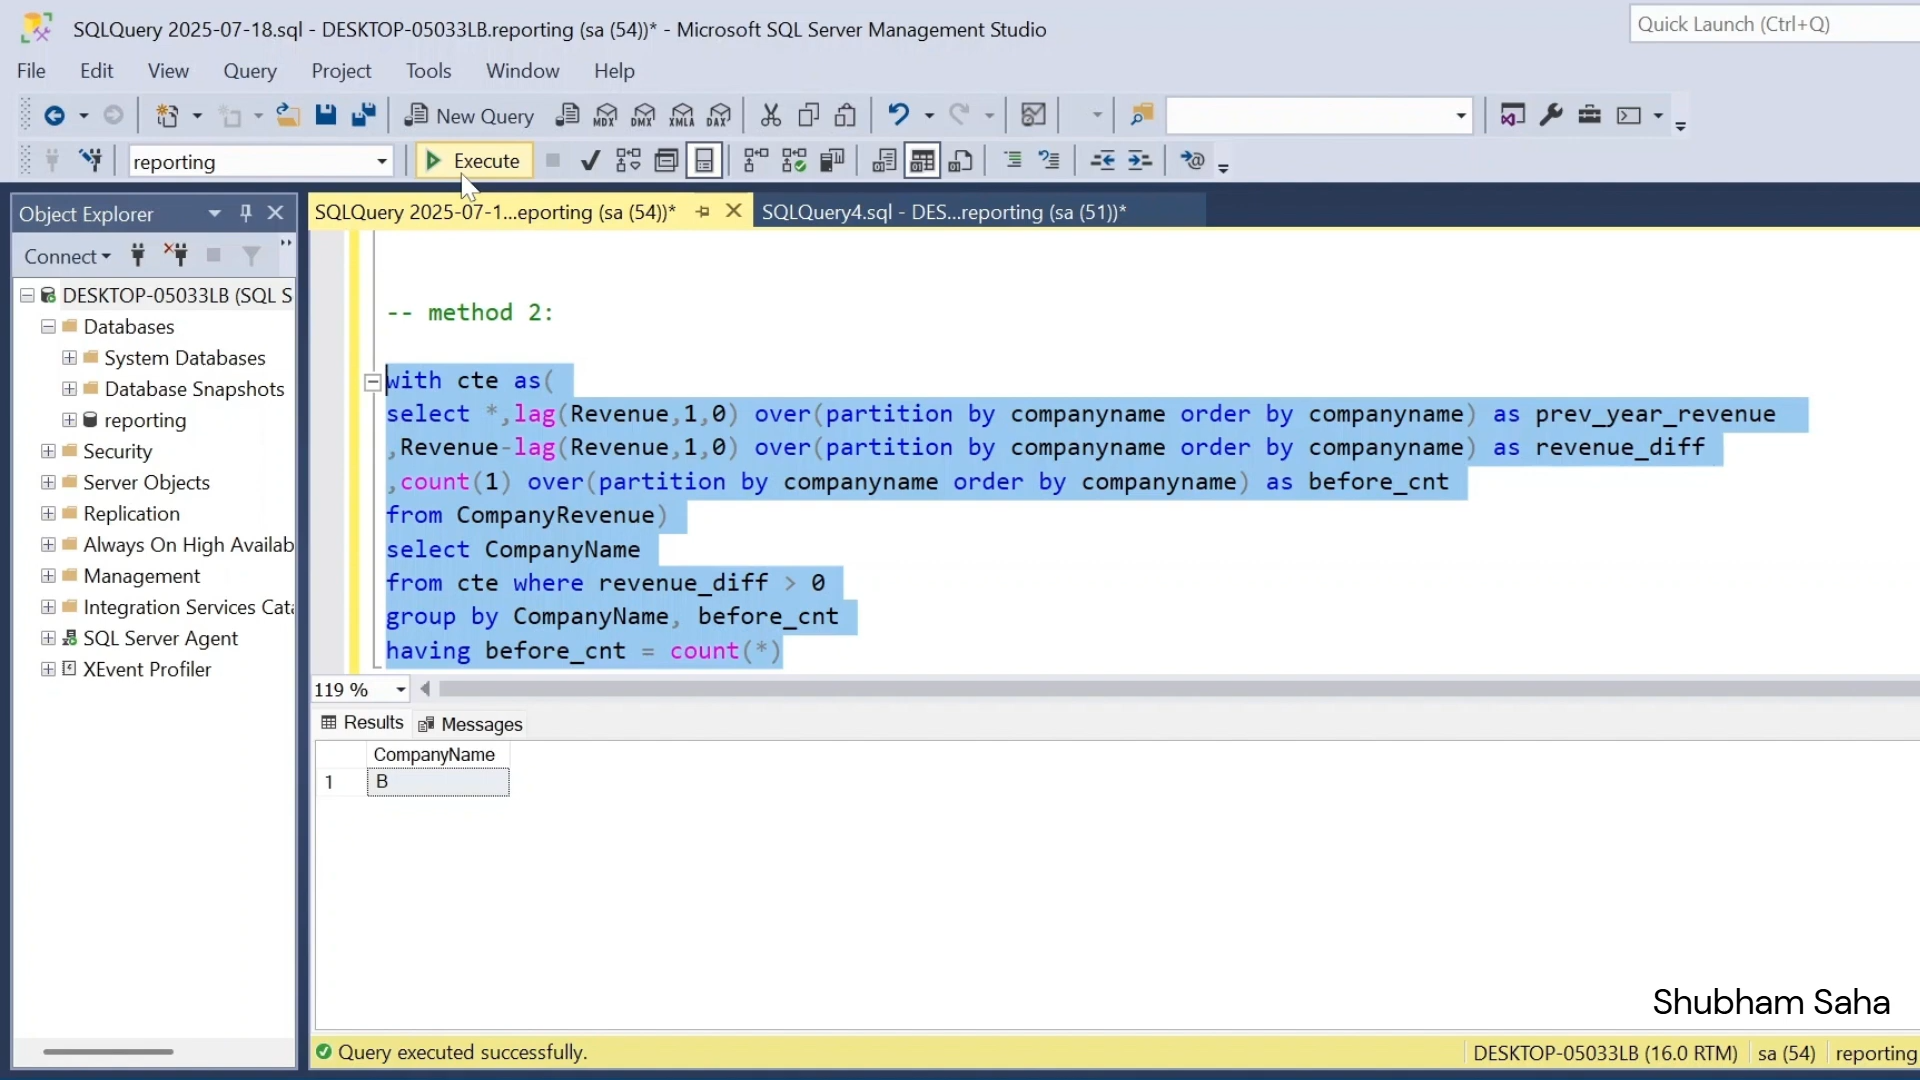 SQLQuery 2025-07-18.sql - DESKTOP-05033LB.reporting (sa (54))* - Microsoft SQL Server Management Studio
Quick Launch (Ctrl+Q)
File Edit View Query Project Tools Window Help
New Query MDX DMX XMLA DAX
reporting Execute
Object Explorer
SQLQuery 2025-07-1...eporting (sa (54))*
SQLQuery4.sql - DES...reporting (sa (51))*
Connect
DESKTOP-05033LB (SQL S
Databases
System Databases
Database Snapshots
reporting
Security
Server Objects
Replication
Always On High Availab
Management
Integration Services Cata
SQL Server Agent
XEvent Profiler
-- method 2:
with cte as(
select *,lag(Revenue,1,0) over(partition by companyname order by companyname) as prev_year_revenue
,Revenue-lag(Revenue,1,0) over(partition by companyname order by companyname) as revenue_diff
,count(1) over(partition by companyname order by companyname) as before_cnt
from CompanyRevenue)
select CompanyName
from cte where revenue_diff > 0
group by CompanyName, before_cnt
having before_cnt = count(*)
119 %
Results Messages
CompanyName
1 B
Shubham Saha
Query executed successfully.
DESKTOP-05033LB (16.0 RTM) sa (54) reporting